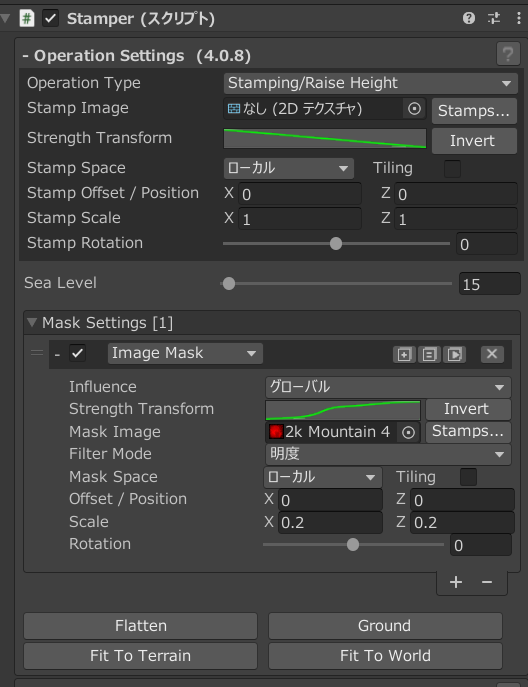 Stamper (スクリプト)
- Operation Settings (4.0.8)
Operation Type Stamping/Raise Height
Stamp Image なし (2D テクスチャ) Stamps...
Strength Transform Invert
Stamp Space ローカル Tiling
Stamp Offset / Position X 0 Z 0
Stamp Scale X 1 Z 1
Stamp Rotation 0
Sea Level 15
Mask Settings [1]
- Image Mask
Influence グローバル
Strength Transform Invert
Mask Image 2k Mountain 4 Stamps...
Filter Mode 明度
Mask Space ローカル Tiling
Offset / Position X 0 Z 0
Scale X 0.2 Z 0.2
Rotation 0
+ -
Flatten Ground
Fit To Terrain Fit To World